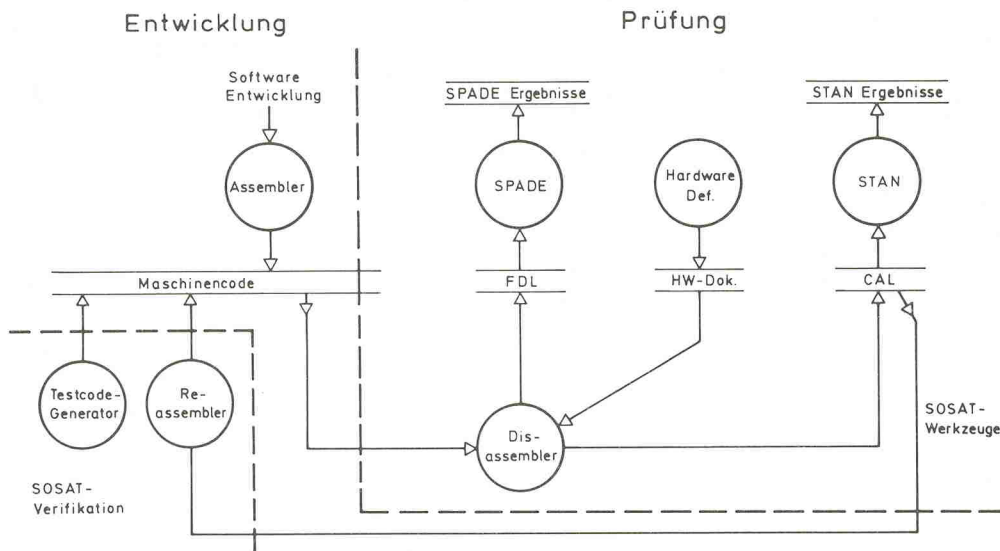 Entwicklung
Prüfung
Software
Entwicklung
SPADE Ergebnisse
STAN Ergebnisse
Assembler
SPADE
Hardware
Def.
STAN
Maschinencode
FDL
HW-Dok.
CAL
Testcode-
Generator
Re-
assembler
Dis-
assembler
SOSAT-
Werkzeuge
SOSAT-
Verifikation